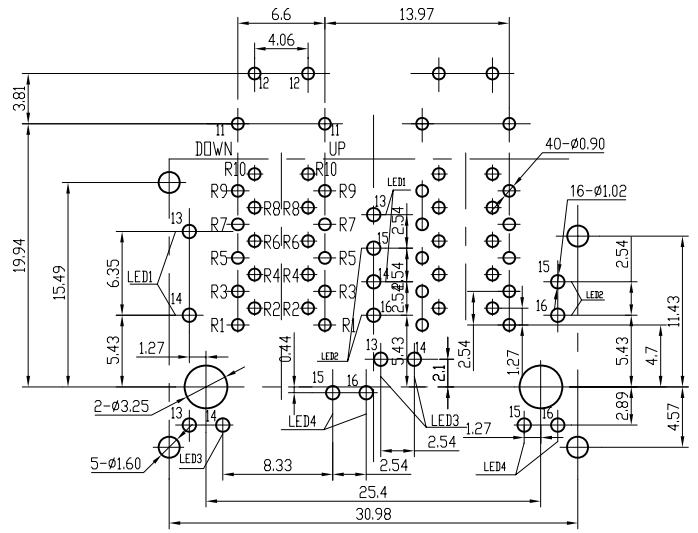 6.6
13.97
4.06
12
12
3.81
11
11
DOWN
UP
40-ø0.90
R10
R10
LED1
R9
R9
16-ø1.02
R8
R8
13
13
2.54
R7
R7
15
R6
R6
2.54
19.94
15.49
6.35
LED1
R5
R5
2.54
R4
R4
14
15
LED2
R3
R3
2.54
14
R2
R2
16
16
11.43
R1
R1
5.43
1.27
0.44
LED2
13
5.43
14
2.1
2.54
1.27
5.43
4.7
15
16
2-ø3.25
13
14
LED4
LED3
1.27
15
16
2.89
4.57
5-ø1.60
LED3
2.54
LED4
8.33
2.54
25.4
30.98